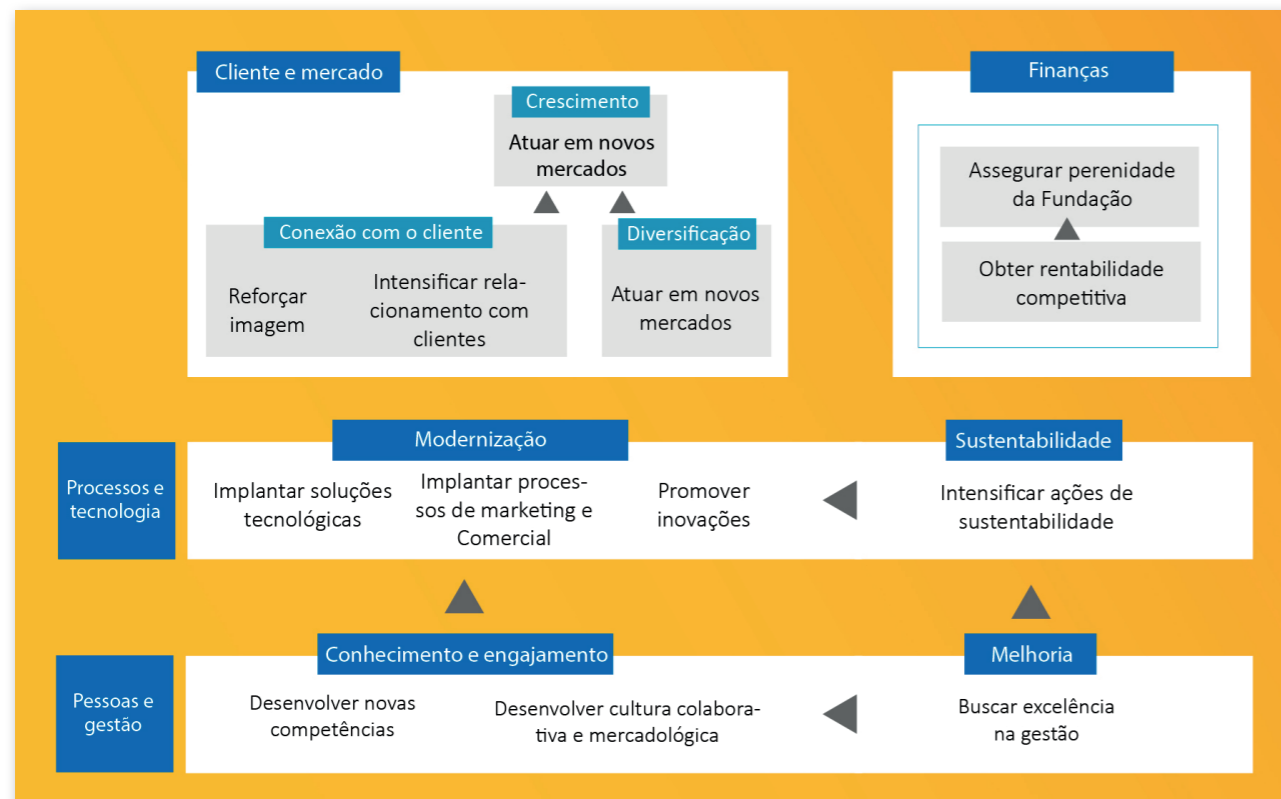 Cliente e mercado
Crescimento
Atuar em novos
mercados
Conexão com o cliente
Reforçar
imagem
Intensificar rela-
cionamento com
clientes
Diversificação
Atuar em novos
mercados
Finanças
Assegurar perenidade
da Fundação
Obter rentabilidade
competitiva
Processos e
tecnologia
Modernização
Implantar soluções
tecnológicas
Implantar proces-
sos de marketing e
Comercial
Promover
inovações
Sustentabilidade
Intensificar ações de
sustentabilidade
Pessoas e
gestão
Conhecimento e engajamento
Desenvolver novas
competências
Desenvolver cultura colabora-
tiva e mercadológica
Melhoria
Buscar excelência
na gestão